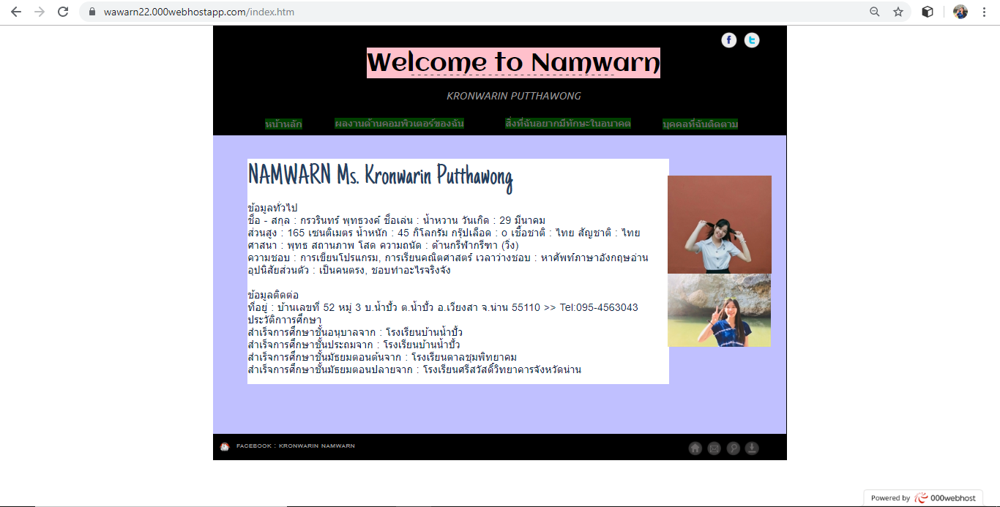 wawarn22.000webhostapp.com/index.htm
Welcome to Namwarn
KRONWARIN PUTTHAWONG
หน้าหลัก ผลงานด้านคอมพิวเตอร์ของฉัน สิ่งที่ฉันอยากมีทักษะในอนาคต บุคคลที่ฉันติดตาม
NAMWARN Ms. Kronwarin Putthawong
ข้อมูลทั่วไป
ชื่อ - สกุล : กรวรินทร์ พุทธวงค์ ชื่อเล่น : น้ำหวาน วันเกิด : 29 มีนาคม
ส่วนสูง : 165 เซนติเมตร น้ำหนัก : 45 กิโลกรัม กรุ๊ปเลือด : o เชื้อชาติ : ไทย สัญชาติ : ไทย
ศาสนา : พุทธ สถานภาพ โสด ความถนัด : ด้านกรีฬากรีฑา (วิ่ง)
ความชอบ : การเขียนโปรแกรม, การเรียนคณิตศาสตร์ เวลาว่างชอบ : หาศัพท์ภาษาอังกฤษอ่าน
อุปนิสัยส่วนตัว : เป็นคนตรง, ชอบทำอะไรจริงจัง
ข้อมูลติดต่อ
ที่อยู่ : บ้านเลขที่ 52 หมู่ 3 บ.น้ำปั้ว ต.น้ำปั้ว อ.เวียงสา จ.น่าน 55110 >> Tel:095-4563043
ประวัติการศึกษา
สำเร็จการศึกษาชั้นอนุบาลจาก : โรงเรียนบ้านน้ำปั้ว
สำเร็จการศึกษาชั้นประถมจาก : โรงเรียนบ้านน้ำปั้ว
สำเร็จการศึกษาชั้นมัธยมตอนต้นจาก : โรงเรียนตาลชุมพิทยาคม
สำเร็จการศึกษาชั้นมัธยมตอนปลายจาก : โรงเรียนศรีสวัสดิ์วิทยาคารจังหวัดน่าน
FACEBOOK : KRONWARIN NAMWARN
Powered by 000webhost